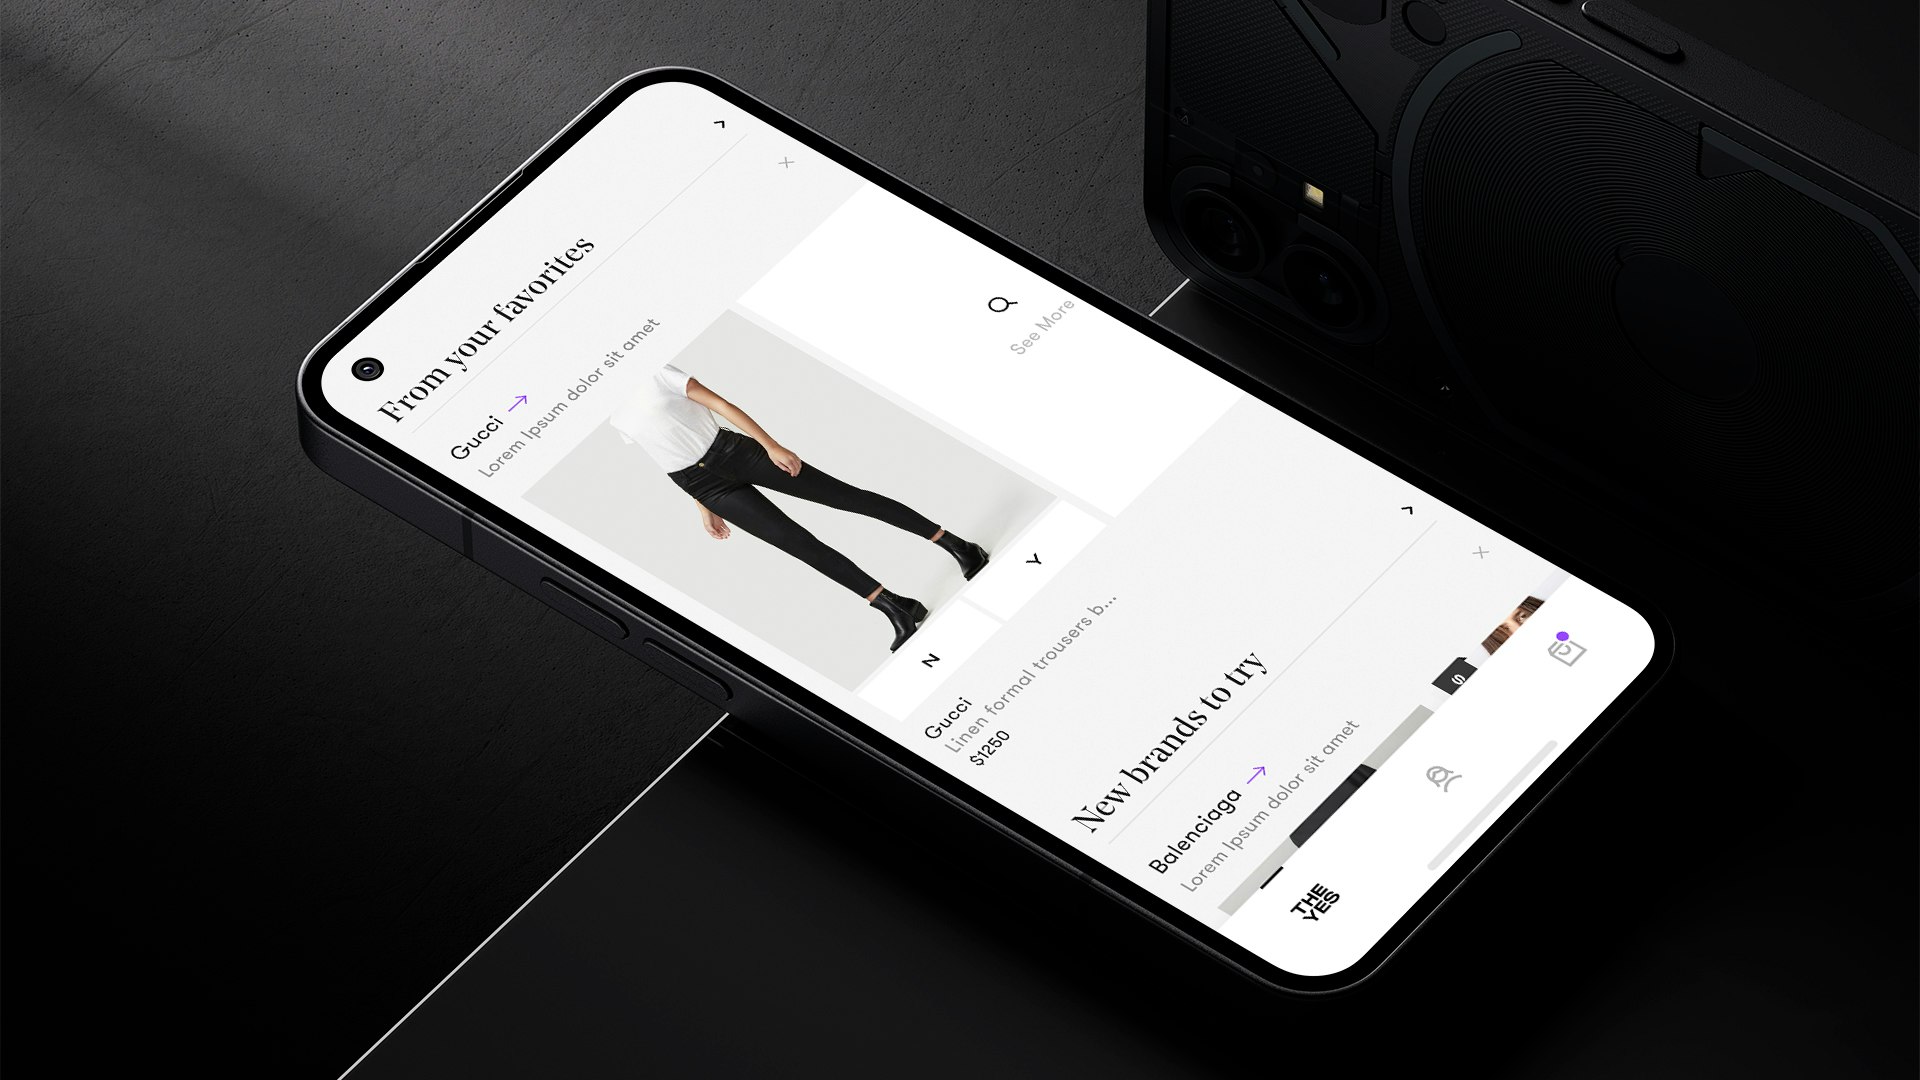 From your favorites
Gucci
Lorem Ipsum dolor sit amet
See More
N
Y
Gucci
Linen formal trousers b...
$1250
New brands to try
Balenciaga
Lorem Ipsum dolor sit amet
S
THE
YES